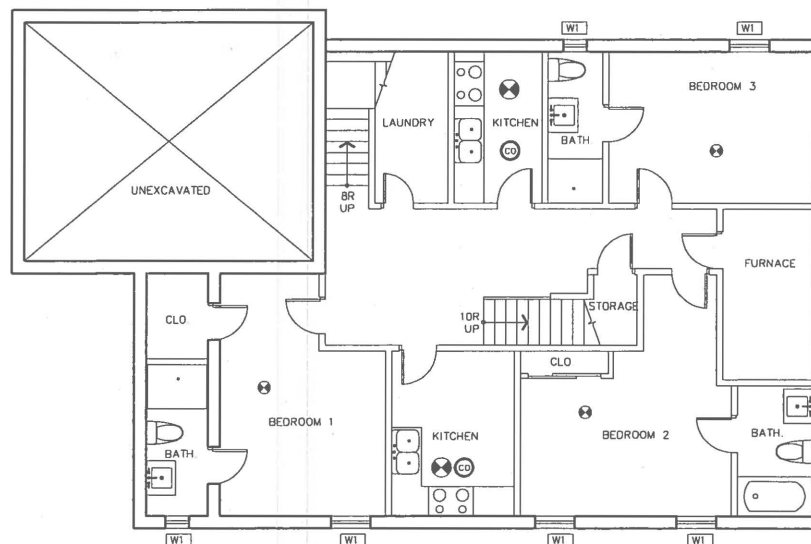 W1
W1
BEDROOM 3
LAUNDRY
KITCHEN
BATH
CO
UNEXCAVATED
8R
UP
FURNACE
CLO.
10R
UP
STORAGE
CLO
BEDROOM 1
KITCHEN
BEDROOM 2
BATH.
BATH.
CO
W1
W1
W1
W1